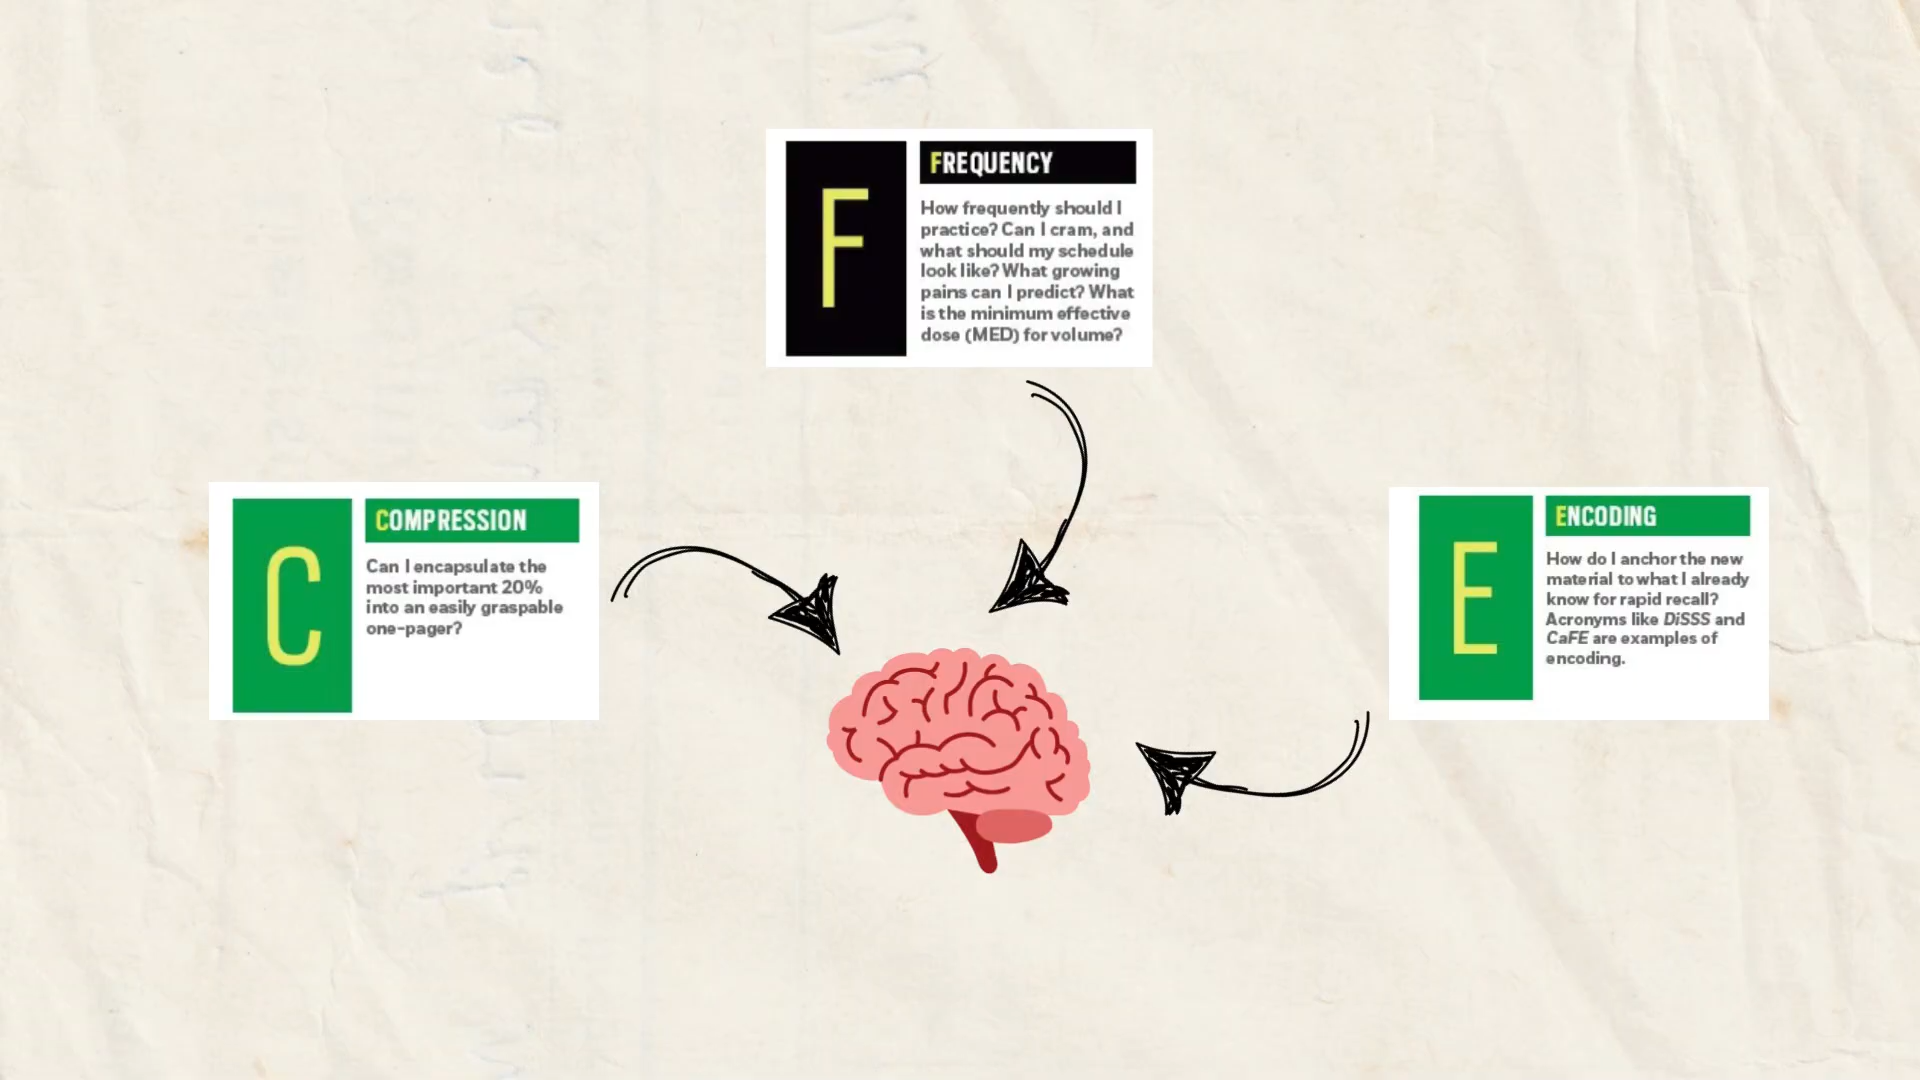 F
FREQUENCY
How frequently should I
practice? Can I cram, and
what should my schedule
look like? What growing
pains can I predict? What
is the minimum effective
dose (MED) for volume?
C
COMPRESSION
Can I encapsulate the
most important 20%
into an easily graspable
one-pager?
E
ENCODING
How do I anchor the new
material to what I already
know for rapid recall?
Acronyms like DiSSS and
CaFE are examples of
encoding.